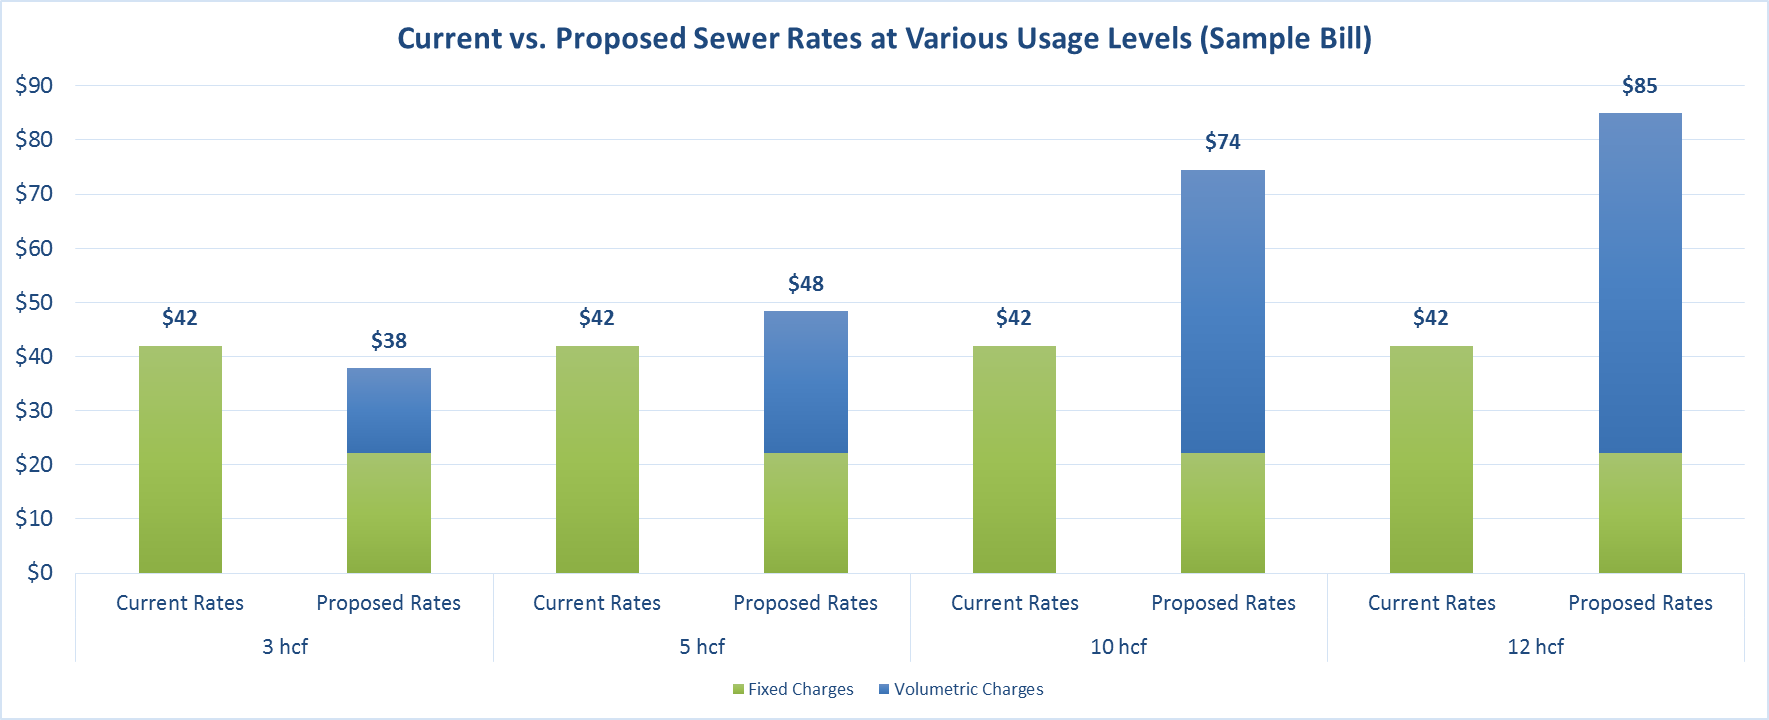 Current vs. Proposed Sewer Rates at Various Usage Levels (Sample Bill)
$90
$80
$70
$60
$50
$40
$30
$20
$10
$0
$42
$38
$42
$48
$42
$74
$42
$85
Current Rates
Proposed Rates
Current Rates
Proposed Rates
Current Rates
Proposed Rates
Current Rates
Proposed Rates
3 hcf
5 hcf
10 hcf
12 hcf
Fixed Charges
Volumetric Charges